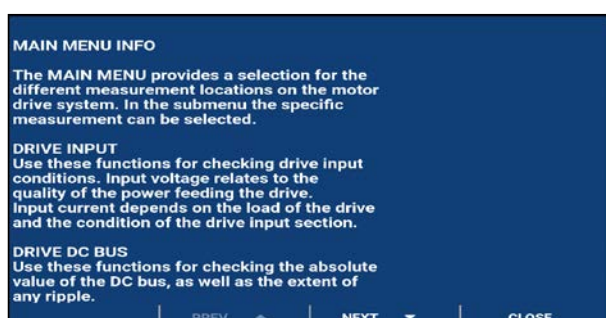 MAIN MENU INFO
The MAIN MENU provides a selection for the
different measurement locations on the motor
drive system. In the submenu the specific
measurement can be selected.
DRIVE INPUT
Use these functions for checking drive input
conditions. Input voltage relates to the
quality of the power feeding the drive.
Input current depends on the load of the drive
and the condition of the drive input section.
DRIVE DC BUS
Use these functions for checking the absolute
value of the DC bus, as well as the extent of
any ripple.
PREV NEXT CLOSE